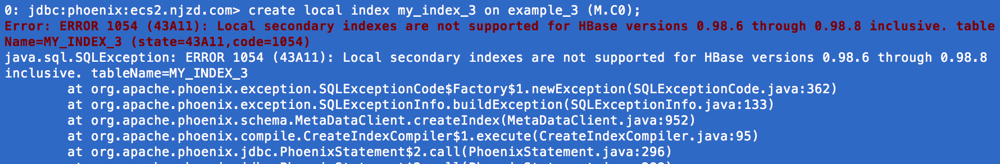 0: jdbc:phoenix:ecs2.njzd.com> create local index my_index_3 on example_3 (M.C0);
Error: ERROR 1054 (43A11): Local secondary indexes are not supported for HBase versions 0.98.6 through 0.98.8 inclusive. table
Name=MY_INDEX_3 (state=43A11,code=1054)
java.sql.SQLException: ERROR 1054 (43A11): Local secondary indexes are not supported for HBase versions 0.98.6 through 0.98.8
inclusive. tableName=MY_INDEX_3
at org.apache.phoenix.exception.SQLExceptionCode$Factory$1.newException(SQLExceptionCode.java:362)
at org.apache.phoenix.exception.SQLExceptionInfo.buildException(SQLExceptionInfo.java:133)
at org.apache.phoenix.schema.MetaDataClient.createIndex(MetaDataClient.java:952)
at org.apache.phoenix.compile.CreateIndexCompiler$1.execute(CreateIndexCompiler.java:95)
at org.apache.phoenix.jdbc.PhoenixStatement$2.call(PhoenixStatement.java:296)